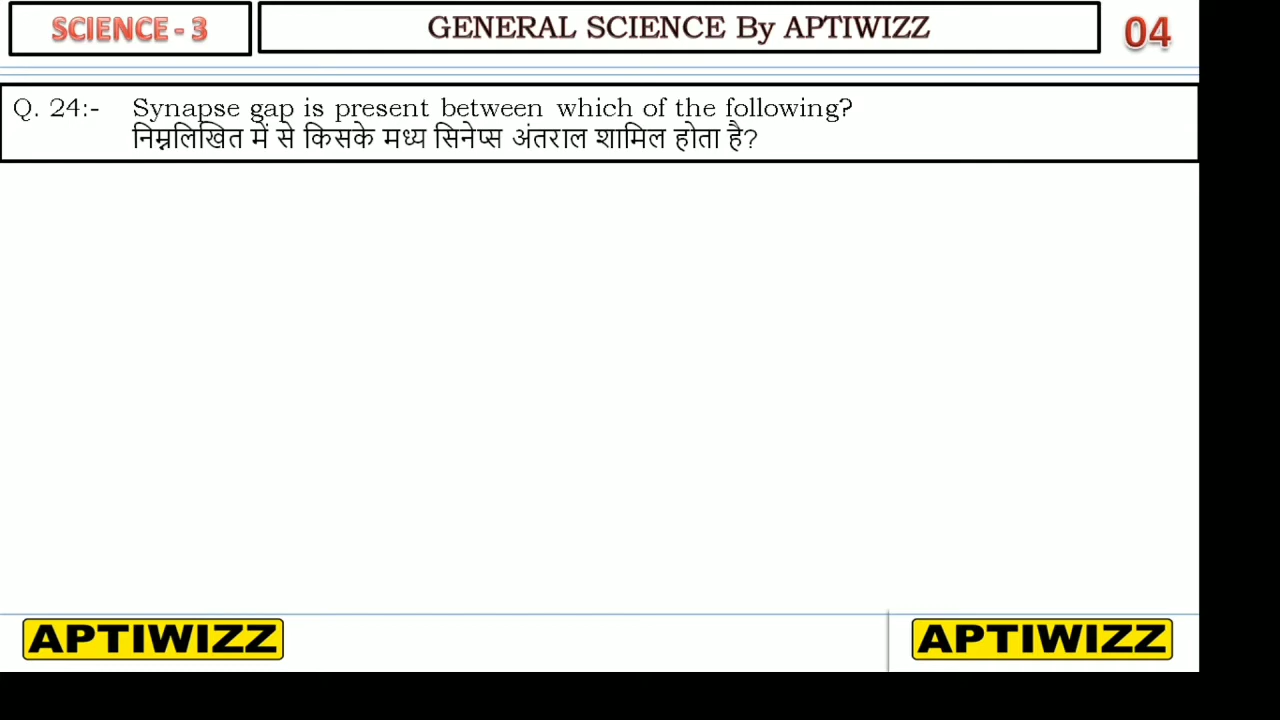 SCIENCE - 3
GENERAL SCIENCE By APTIWIZZ
04
Q. 24:- Synapse gap is present between which of the following?
निम्नलिखित में से किसके मध्य सिनेप्स अंतराल शामिल होता है?
APTIWIZZ
APTIWIZZ